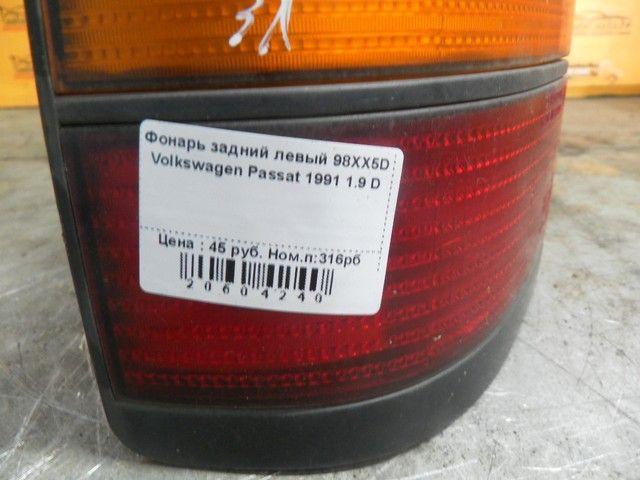 Фонарь задний левый 98XX5D
Volkswagen Passat 1991 1.9 D
Цена : 45 руб. Ном.п:316рб
20604240